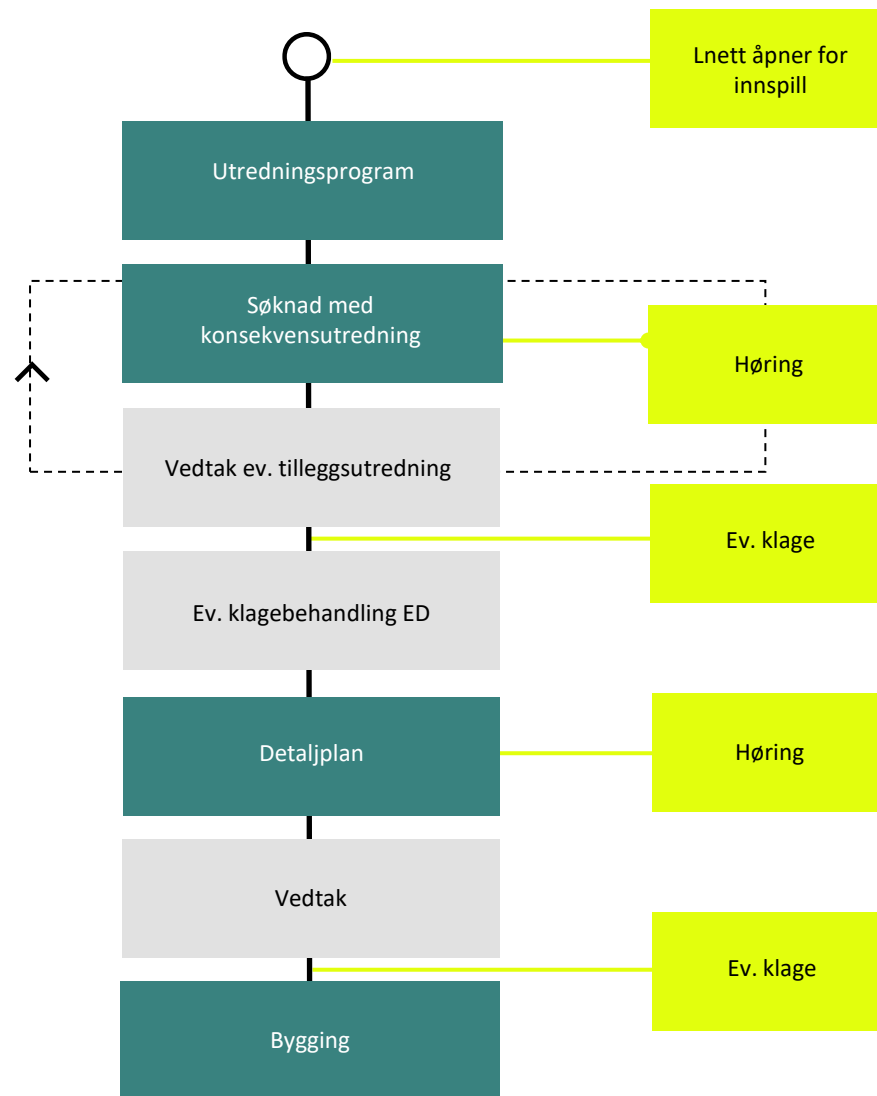 Lnett åpner for
innspill
Utredningsprogram
Søknad med
konsekvensutredning
Høring
Vedtak ev. tilleggsutredning
Ev. klage
Ev. klagebehandling ED
Detaljplan
Høring
Vedtak
Ev. klage
Bygging